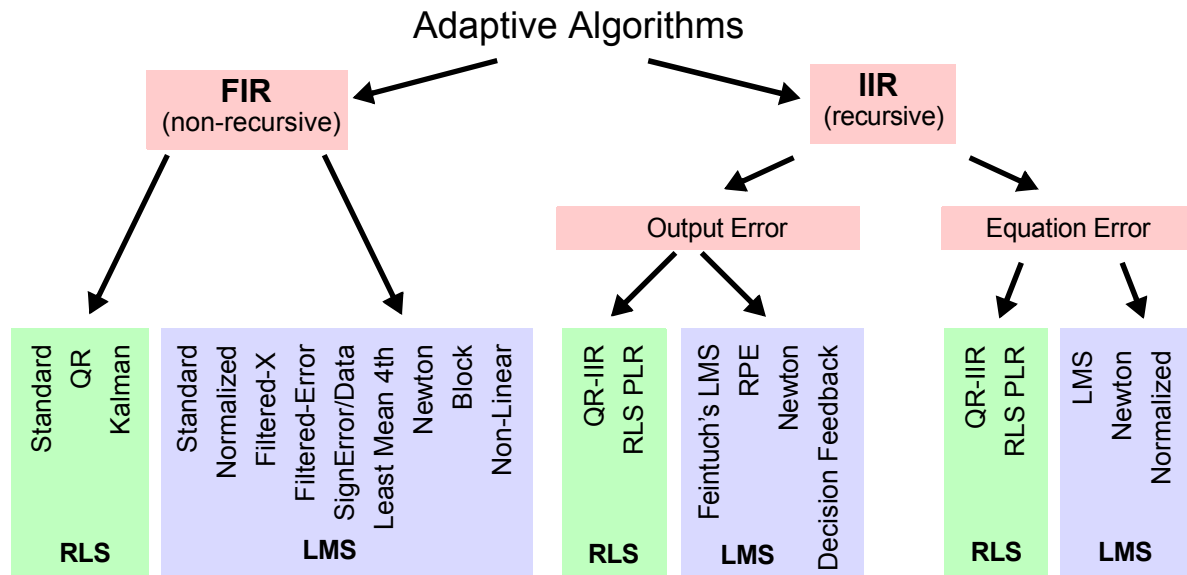 Adaptive Algorithms
FIR
(non-recursive)
IIR
(recursive)
Output Error
Equation Error
Standard
QR
Kalman
RLS
Standard
Normalized
Filtered-X
Filtered-Error
SignError/Data
Least Mean 4th
Newton
Block
Non-Linear
LMS
QR-IIR
RLS PLR
RLS
Feintuch's LMS
RPE
Newton
Decision Feedback
LMS
QR-IIR
RLS PLR
RLS
LMS
Newton
Normalized
LMS